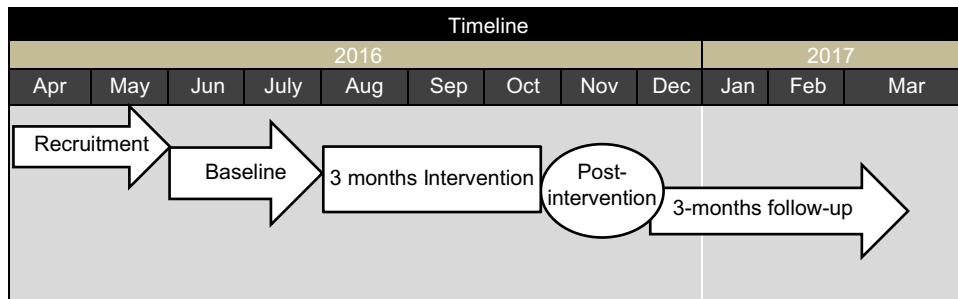 Timeline
2016 2017
Apr May Jun July Aug Sep Oct Nov Dec Jan Feb Mar
Recruitment
Baseline
3 months Intervention
Post-
intervention
3-months follow-up